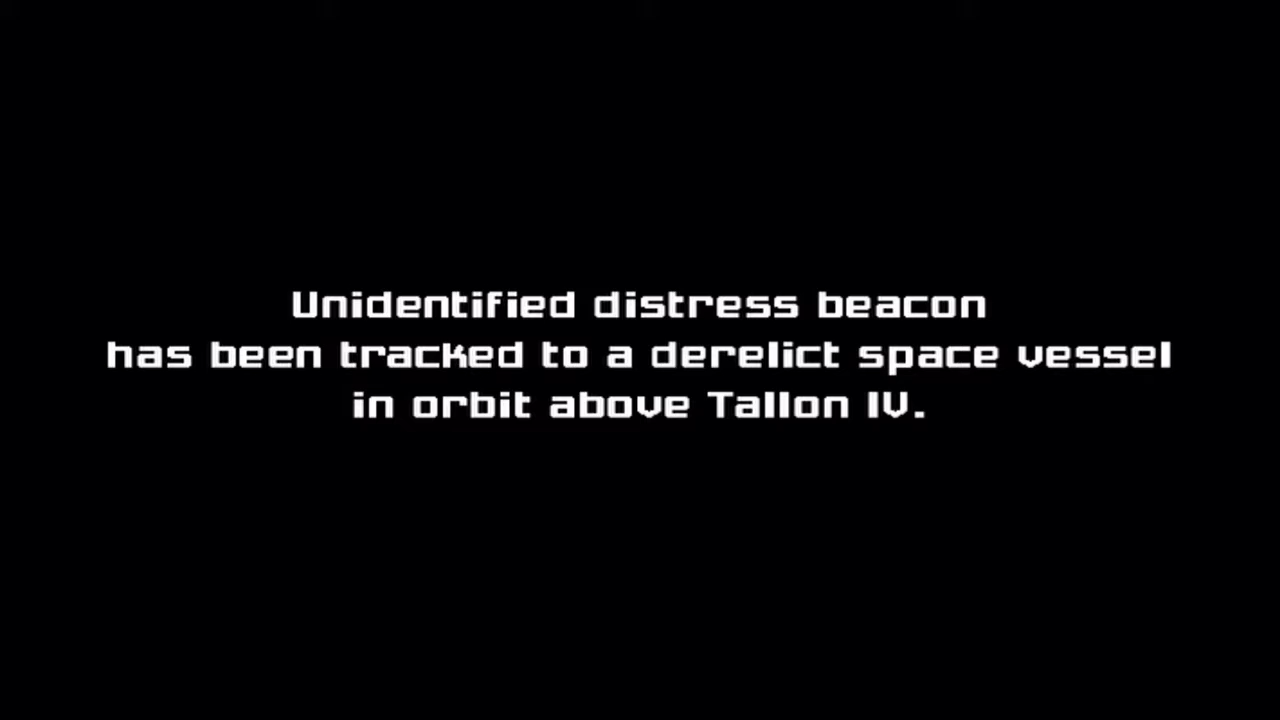 Unidentified distress beacon
has been tracked to a derelict space vessel
in orbit above Tallon IV.